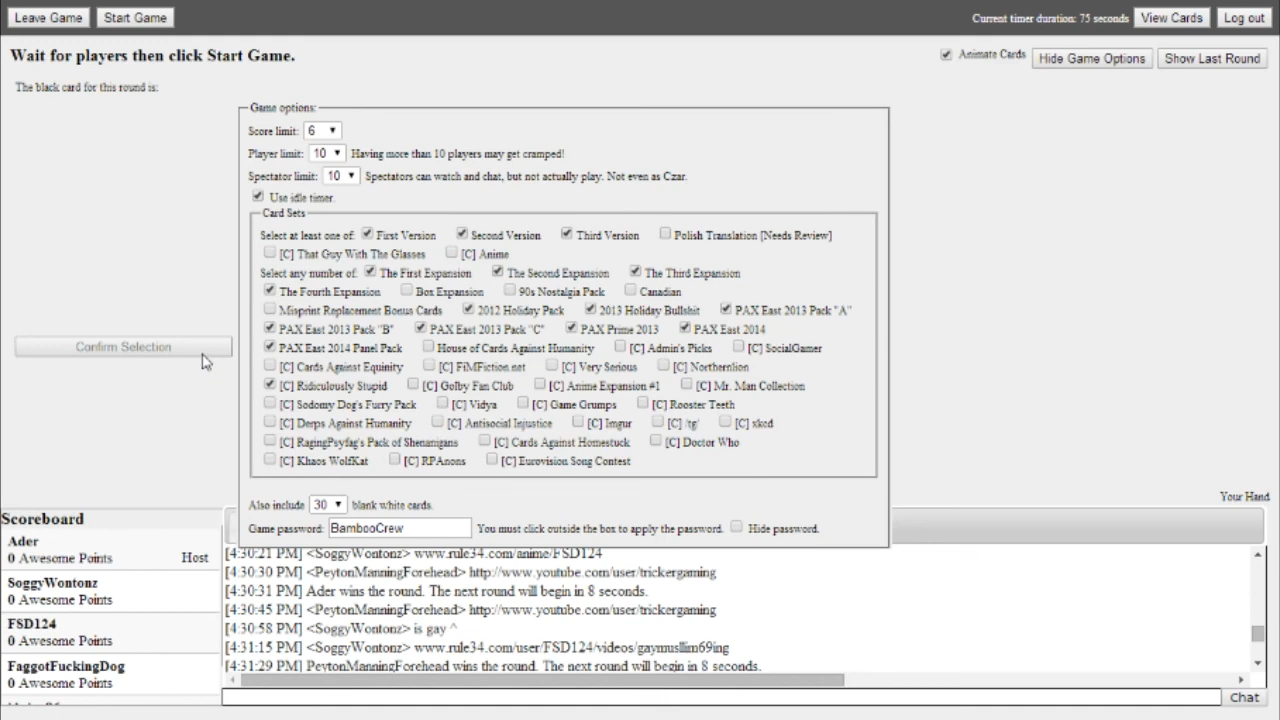 Leave Game Start Game Current timer duration: 75 seconds View Cards Log out
Wait for players then click Start Game. Animate Cards Hide Game Options Show Last Round
The black card for this round is:
Game options:
Score limit: 6
Player limit: 10 Having more than 10 players may get cramped!
Spectator limit: 10 Spectators can watch and chat, but not actually play. Not even as Czar.
Use idle timer.
Card Sets
Select at least one of: First Version Second Version Third Version Polish Translation [Needs Review]
[C] That Guy With The Glasses [C] Anime
Select any number of: The First Expansion The Second Expansion The Third Expansion
The Fourth Expansion Box Expansion 90s Nostalgia Pack Canadian
Misprint Replacement Bonus Cards 2012 Holiday Pack 2013 Holiday Bullshit PAX East 2013 Pack "A"
PAX East 2013 Pack "B" PAX East 2013 Pack "C" PAX Prime 2013 PAX East 2014
PAX East 2014 Panel Pack House of Cards Against Humanity [C] Admin's Picks [C] SocialGamer
Confirm Selection
[C] Cards Against Equinity [C] FiMFiction.net [C] Very Serious [C] Northernlion
[C] Ridiculously Stupid [C] Golby Fan Club [C] Anime Expansion #1 [C] Mr. Man Collection
[C] Sodomy Dog's Furry Pack [C] Vidya [C] Game Grumps [C] Rooster Teeth
[C] Derps Against Humanity [C] Antisocial Injustice [C] Imgur [C] /tg/ [C] xkcd
[C] RagingPsyfag's Pack of Shenanigans [C] Cards Against Homestuck [C] Doctor Who
[C] Khaos WolfKat [C] RPAnons [C] Eurovision Song Contest
Also include 30 blank white cards.
Game password: BambooCrew You must click outside the box to apply the password. Hide password.
Your Hand
Scoreboard
Ader
0 Awesome Points Host
SoggyWontonz
0 Awesome Points
FSD124
0 Awesome Points
FaggotFuckingDog
0 Awesome Points
[4:30:21 PM] <SoggyWontonz> www.rule34.com/anime/FSD124
[4:30:30 PM] <PeytonManningForehead> http://www.youtube.com/user/trickergaming
[4:30:31 PM] Ader wins the round. The next round will begin in 8 seconds.
[4:30:45 PM] <PeytonManningForehead> http://www.youtube.com/user/trickergaming
[4:30:58 PM] <SoggyWontonz> is gay ^
[4:31:15 PM] <SoggyWontonz> www.rule34.com/user/FSD124/videos/gaymusllim69ing
[4:31:29 PM] PeytonManningForehead wins the round. The next round will begin in 8 seconds.
Chat